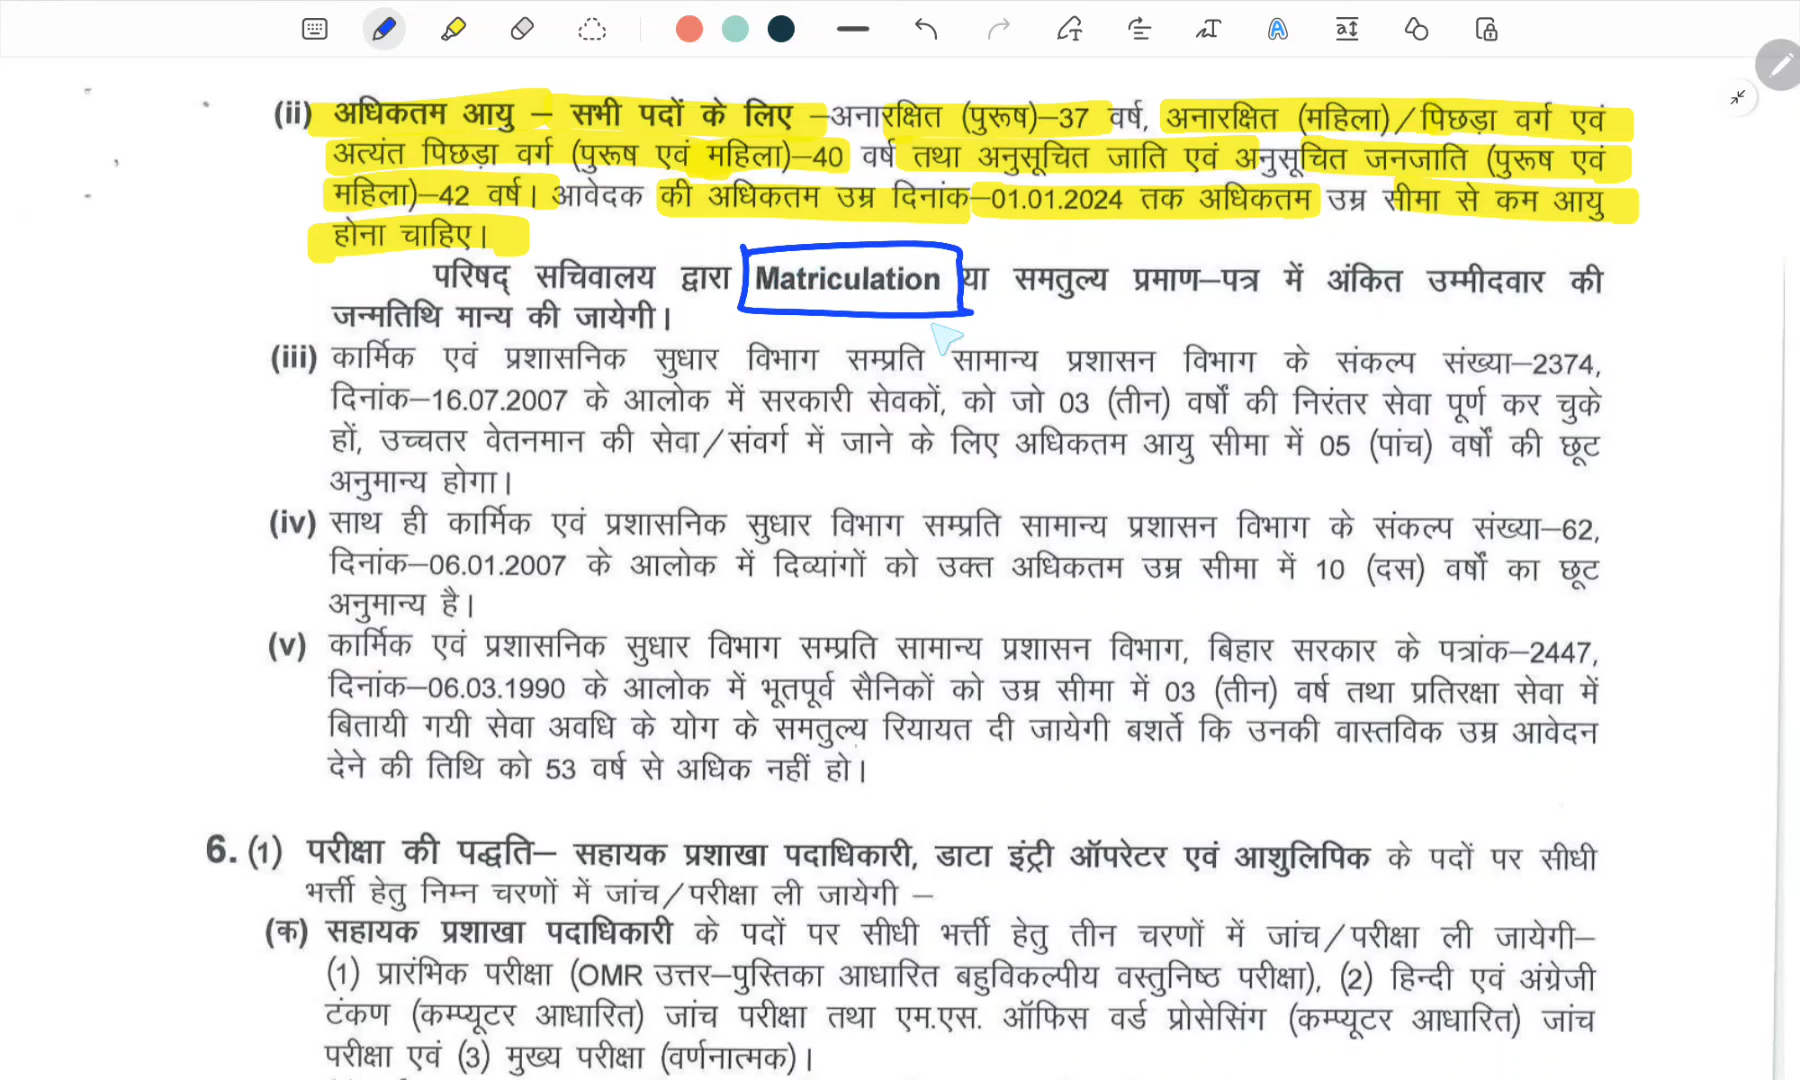 (ii) अधिकतम आयु – सभी पदों के लिए –अनारक्षित (पुरूष)–37 वर्ष, अनारक्षित (महिला)/पिछड़ा वर्ग एवं
अत्यंत पिछड़ा वर्ग (पुरूष एवं महिला)–40 वर्ष तथा अनुसूचित जाति एवं अनुसूचित जनजाति (पुरूष एवं
महिला)–42 वर्ष। आवेदक की अधिकतम उम्र दिनांक–01.01.2024 तक अधिकतम उम्र सीमा से कम आयु
होना चाहिए।
परिषद् सचिवालय द्वारा Matriculation या समतुल्य प्रमाण–पत्र में अंकित उम्मीदवार की
जन्मतिथि मान्य की जायेगी।
(iii) कार्मिक एवं प्रशासनिक सुधार विभाग सम्प्रति सामान्य प्रशासन विभाग के संकल्प संख्या–2374,
दिनांक–16.07.2007 के आलोक में सरकारी सेवकों, को जो 03 (तीन) वर्षों की निरंतर सेवा पूर्ण कर चुके
हों, उच्चतर वेतनमान की सेवा/संवर्ग में जाने के लिए अधिकतम आयु सीमा में 05 (पांच) वर्षों की छूट
अनुमान्य होगा।
(iv) साथ ही कार्मिक एवं प्रशासनिक सुधार विभाग सम्प्रति सामान्य प्रशासन विभाग के संकल्प संख्या–62,
दिनांक–06.01.2007 के आलोक में दिव्यांगों को उक्त अधिकतम उम्र सीमा में 10 (दस) वर्षों का छूट
अनुमान्य है।
(v) कार्मिक एवं प्रशासनिक सुधार विभाग सम्प्रति सामान्य प्रशासन विभाग, बिहार सरकार के पत्रांक–2447,
दिनांक–06.03.1990 के आलोक में भूतपूर्व सैनिकों को उम्र सीमा में 03 (तीन) वर्ष तथा प्रतिरक्षा सेवा में
बितायी गयी सेवा अवधि के योग के समतुल्य रियायत दी जायेगी बशर्ते कि उनकी वास्तविक उम्र आवेदन
देने की तिथि को 53 वर्ष से अधिक नहीं हो।
6. (1) परीक्षा की पद्धति– सहायक प्रशाखा पदाधिकारी, डाटा इंट्री ऑपरेटर एवं आशुलिपिक के पदों पर सीधी
भर्ती हेतु निम्न चरणों में जांच/परीक्षा ली जायेगी –
(क) सहायक प्रशाखा पदाधिकारी के पदों पर सीधी भर्ती हेतु तीन चरणों में जांच/परीक्षा ली जायेगी–
(1) प्रारंभिक परीक्षा (OMR उत्तर–पुस्तिका आधारित बहुविकल्पीय वस्तुनिष्ठ परीक्षा), (2) हिन्दी एवं अंग्रेजी
टंकण (कम्प्यूटर आधारित) जांच परीक्षा तथा एम.एस. ऑफिस वर्ड प्रोसेसिंग (कम्प्यूटर आधारित) जांच
परीक्षा एवं (3) मुख्य परीक्षा (वर्णनात्मक)।